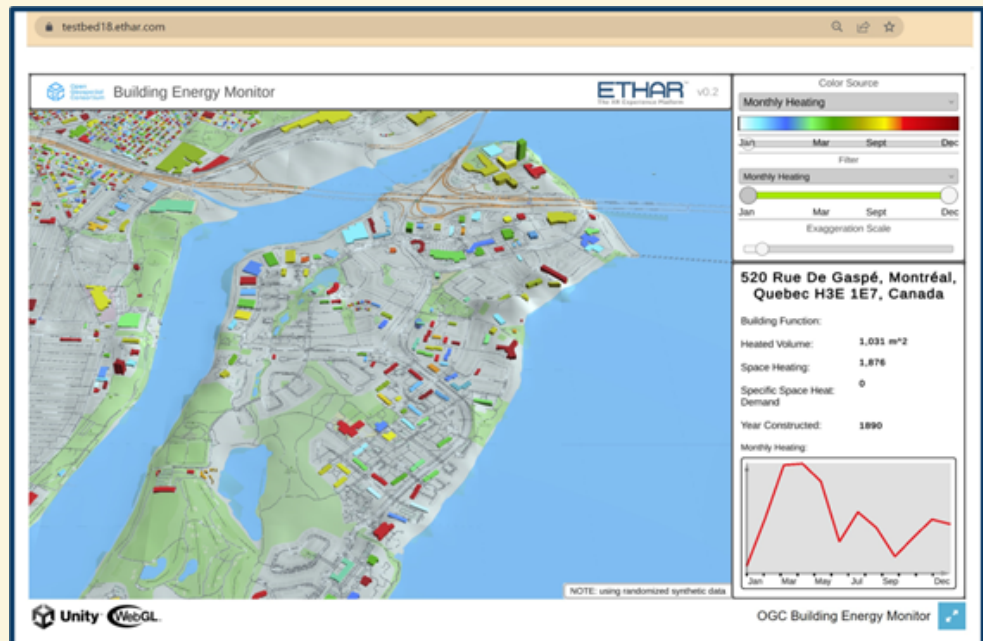 testbed18.ethar.com
Open
Geospatial
Consortium
Building Energy Monitor
ETHAR™ v0.2
The XR Experience Platform
Color Source
Monthly Heating
Jan Mar Sept Dec
Filter
Monthly Heating
Jan Mar Sept Dec
Exaggeration Scale
520 Rue De Gaspé, Montréal,
Quebec H3E 1E7, Canada
Building Function:
Heated Volume: 1,031 m^2
Space Heating: 1,876
Specific Space Heat 0
Demand
Year Constructed: 1890
Monthly Heating:
Jan Mar May Jul Sep Dec
NOTE: using randomized synthetic data
Unity WebGL
OGC Building Energy Monitor